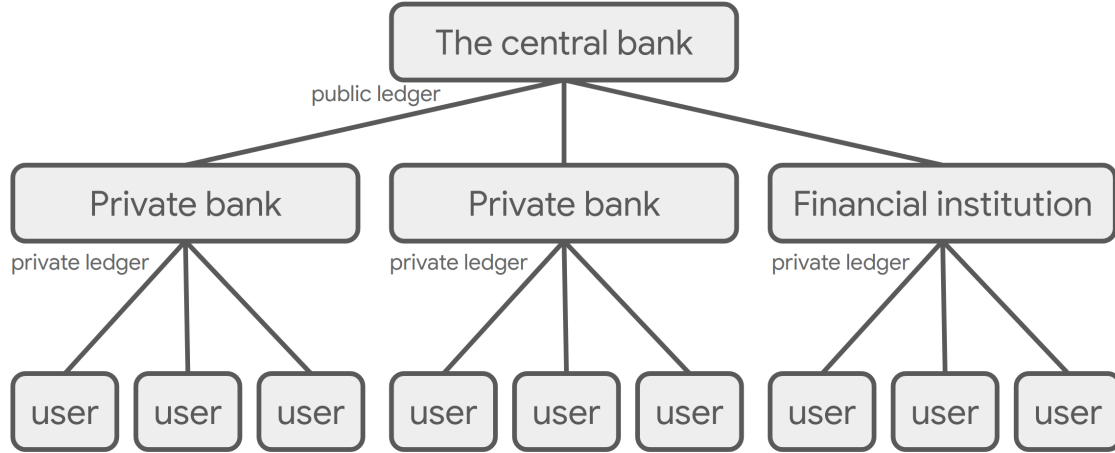 The central bank
public ledger
Private bank
Private bank
Financial institution
private ledger
private ledger
private ledger
user
user
user
user
user
user
user
user
user